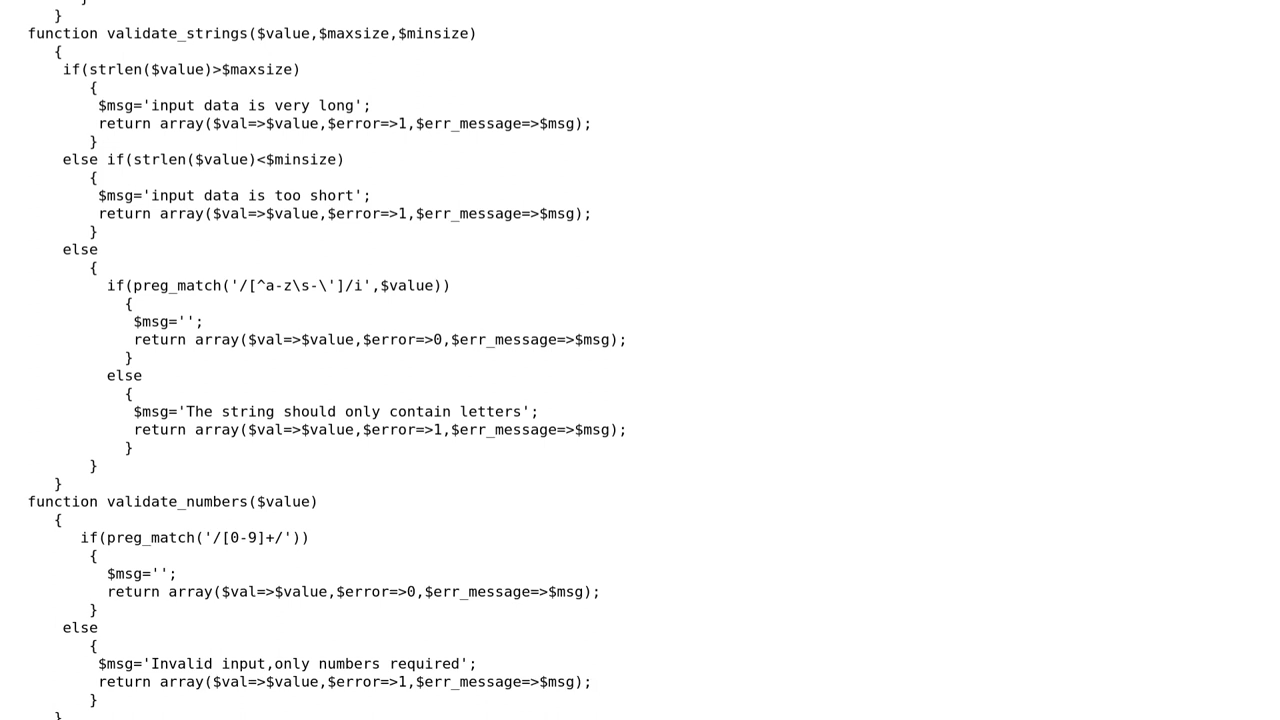 }
}
function validate_strings($value,$maxsize,$minsize)
{
if(strlen($value)>$maxsize)
{
$msg='input data is very long';
return array($val=>$value,$error=>1,$err_message=>$msg);
}
else if(strlen($value)<$minsize)
{
$msg='input data is too short';
return array($val=>$value,$error=>1,$err_message=>$msg);
}
else
{
if(preg_match('/[^a-z\s-\']/i',$value))
{
$msg='';
return array($val=>$value,$error=>0,$err_message=>$msg);
}
else
{
$msg='The string should only contain letters';
return array($val=>$value,$error=>1,$err_message=>$msg);
}
}
}
function validate_numbers($value)
{
if(preg_match('/[0-9]+/'))
{
$msg='';
return array($val=>$value,$error=>0,$err_message=>$msg);
}
else
{
$msg='Invalid input,only numbers required';
return array($val=>$value,$error=>1,$err_message=>$msg);
}
}